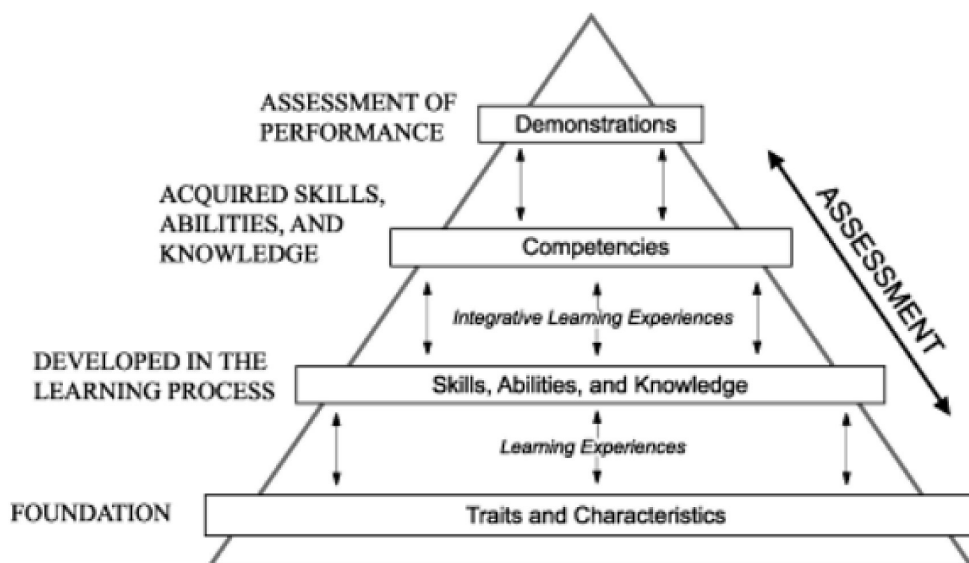 ASSESSMENT OF
PERFORMANCE
Demonstrations
ACQUIRED SKILLS,
ABILITIES, AND
KNOWLEDGE
Competencies
ASSESSMENT
Integrative Learning Experiences
DEVELOPED IN THE
LEARNING PROCESS
Skills, Abilities, and Knowledge
Learning Experiences
FOUNDATION
Traits and Characteristics